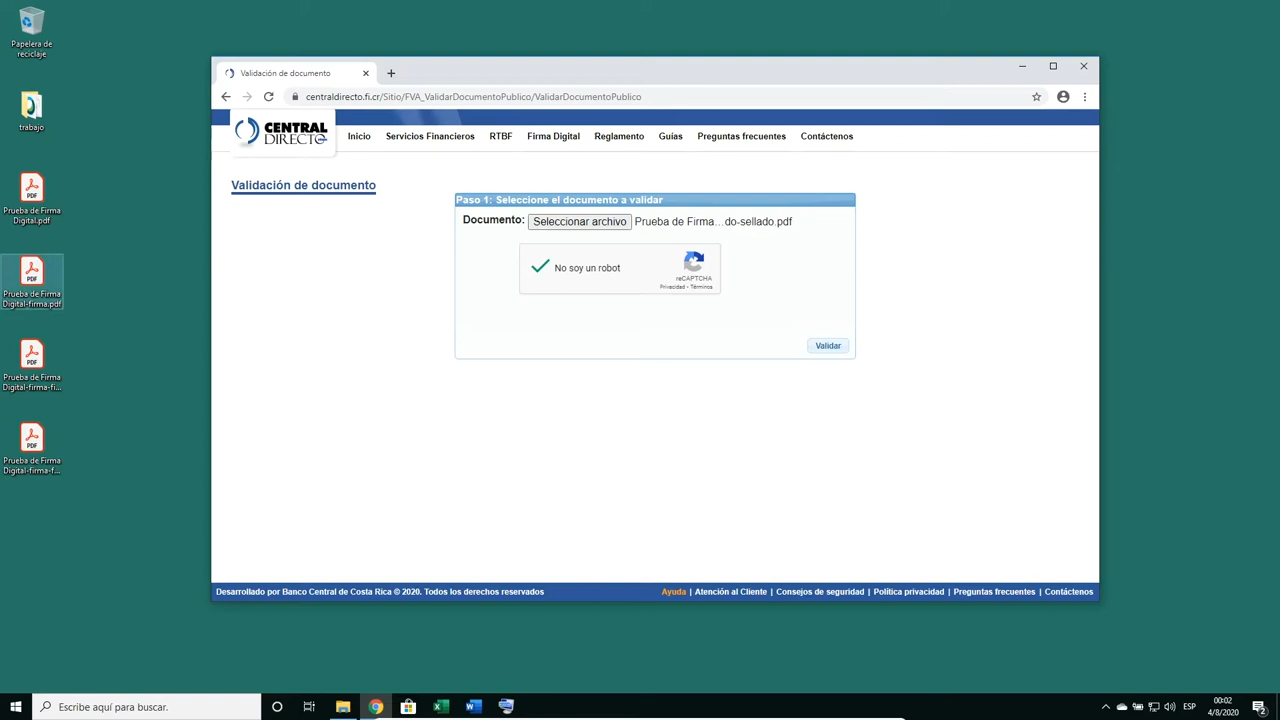 Papelera de
reciclaje
trabajo
PDF
Prueba de Firma
Digital.pdf
PDF
Prueba de Firma
Digital-firma.pdf
PDF
Prueba de Firma
Digital-firma-fi...
PDF
Prueba de Firma
Digital-firma-f...
Validación de documento
centraldirecto.fi.cr/Sitio/FVA_ValidarDocumentoPublico/ValidarDocumentoPublico
CENTRAL
DIRECTO
Inicio Servicios Financieros RTBF Firma Digital Reglamento Guías Preguntas frecuentes Contáctenos
Validación de documento
Paso 1: Seleccione el documento a validar
Documento: Seleccionar archivo Prueba de Firma...do-sellado.pdf
No soy un robot
reCAPTCHA
Privacidad - Términos
Validar
Desarrollado por Banco Central de Costa Rica © 2020. Todos los derechos reservados
Ayuda | Atención al Cliente | Consejos de seguridad | Política privacidad | Preguntas frecuentes | Contáctenos
Escribe aquí para buscar.
ESP
00:02
4/8/2020
2